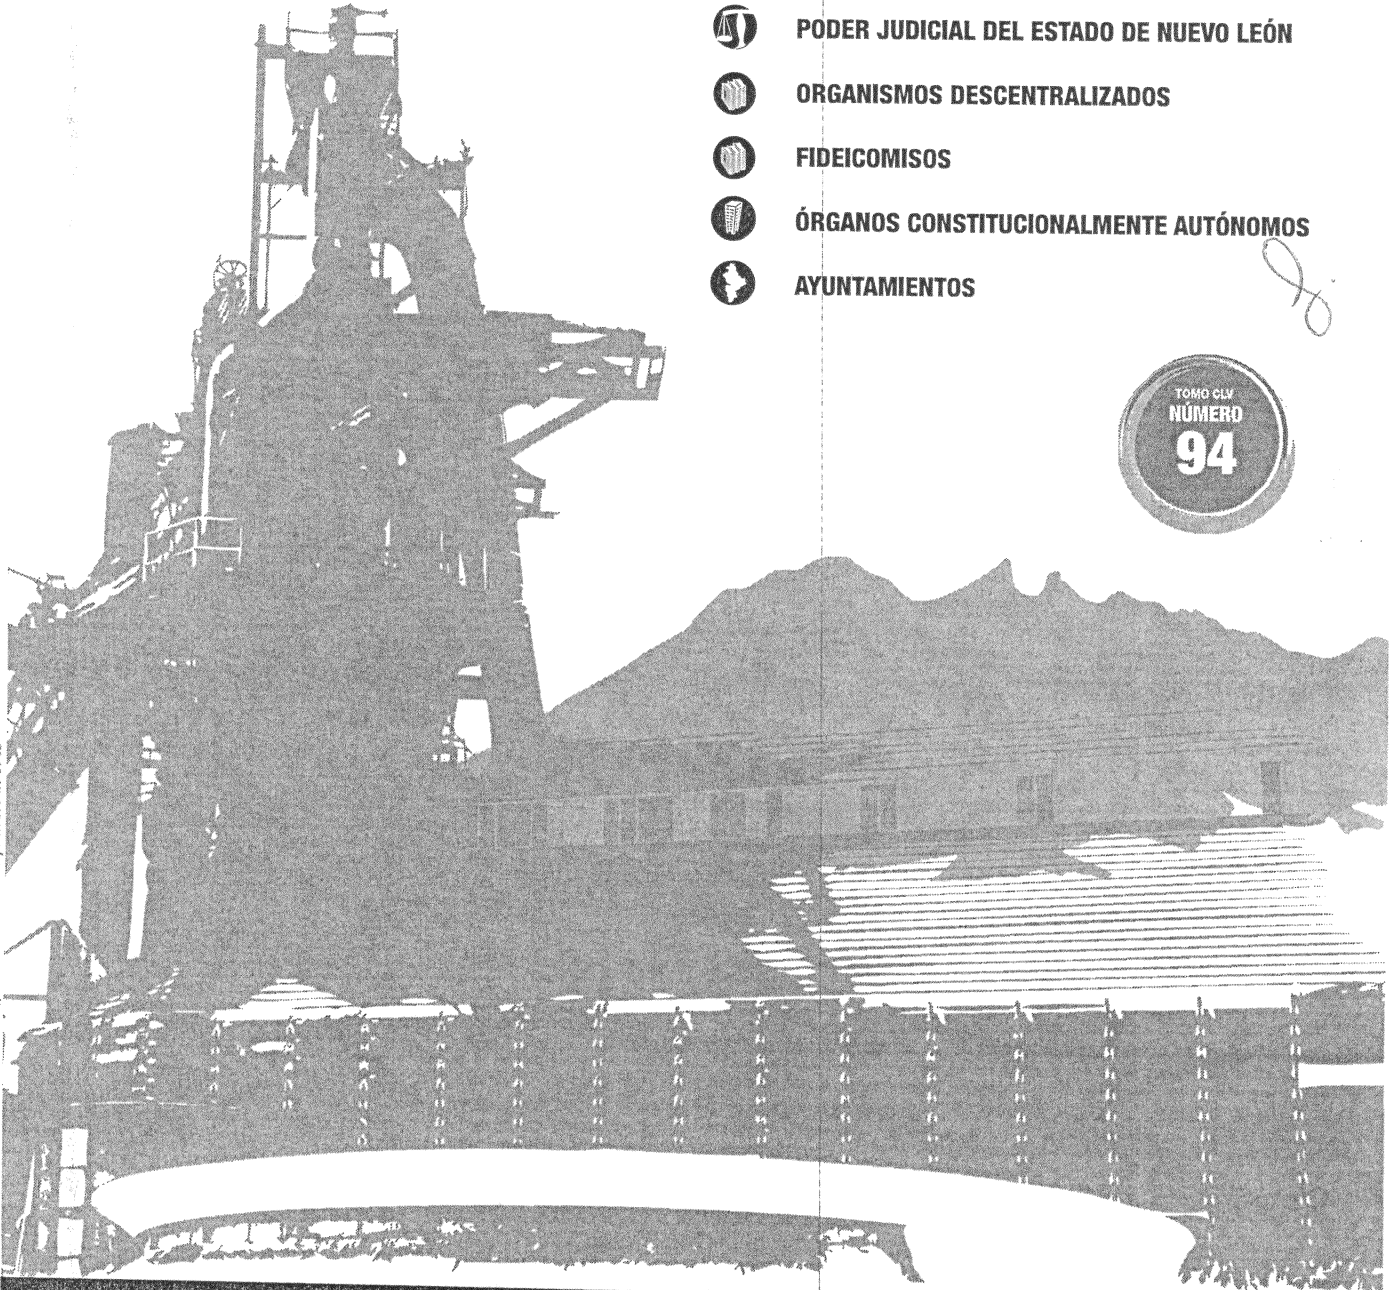 PODER JUDICIAL DEL ESTADO DE NUEVO LEÓN
ORGANISMOS DESCENTRALIZADOS
FIDEICOMISOS
ÓRGANOS CONSTITUCIONALMENTE AUTÓNOMOS
AYUNTAMIENTOS
TOMO CLV
NÚMERO
94